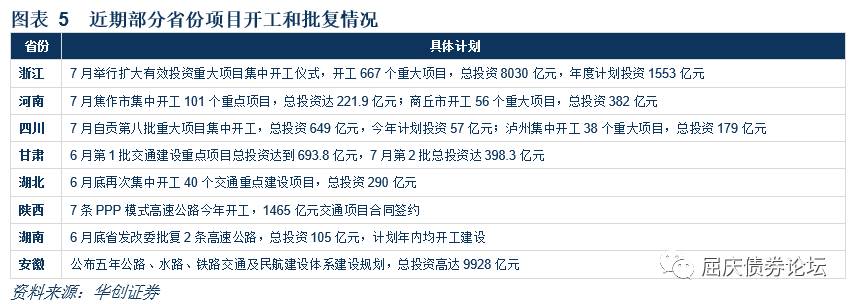 图表 5 近期部分省份项目开工和批复情况
省份 具体计划
浙江 7 月举行扩大有效投资重大项目集中开工仪式，开工 667 个重大项目，总投资 8030 亿元，年度计划投资 1553 亿元
河南 7 月焦作市集中开工 101 个重点项目，总投资达 221.9 亿元；商丘市开工 56 个重大项目，总投资 382 亿元
四川 7 月自贡第八批重大项目集中开工，总投资 649 亿元，今年计划投资 57 亿元；泸州集中开工 38 个重大项目，总投资 179 亿元
甘肃 6 月第 1 批交通建设重点项目总投资达到 693.8 亿元，7 月第 2 批总投资达 398.3 亿元
湖北 6 月底再次集中开工 40 个交通重点建设项目，总投资 290 亿元
陕西 7 条 PPP 模式高速公路今年开工，1465 亿元交通项目合同签约
湖南 6 月底省发改委批复 2 条高速公路，总投资 105 亿元，计划年内均开工建设
安徽 公布五年公路、水路、铁路交通及民航建设体系建设规划，总投资高达 9928 亿元
屈庆债券论坛
资料来源：华创证券